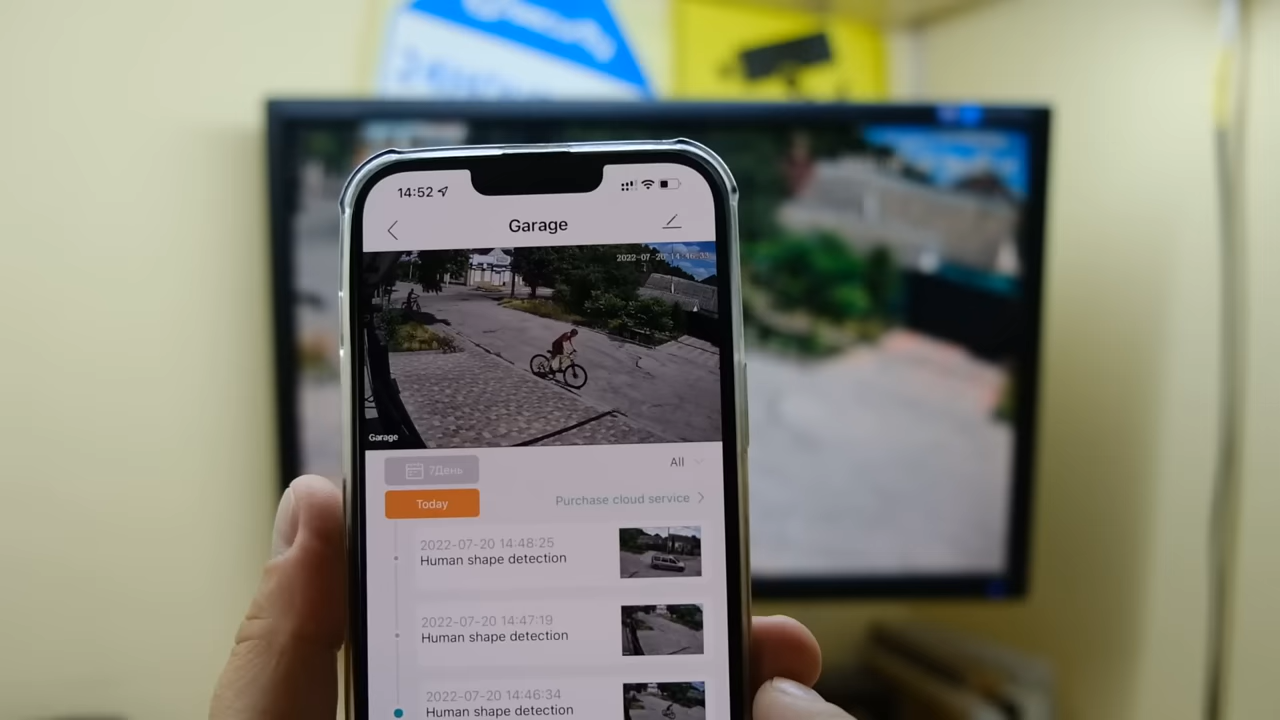 14:52
Garage
2022-07-20 14:46:37
Garage
7День
All
Today
Purchase cloud service
2022-07-20 14:48:25
Human shape detection
2022-07-20 14:47:19
Human shape detection
2022-07-20 14:46:34
Human shape detection